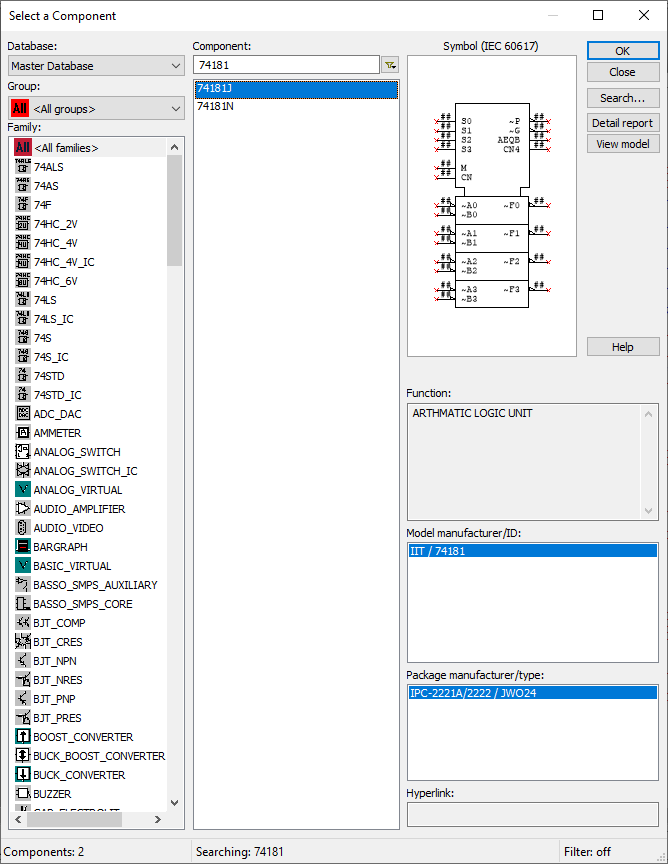 Select a Component
Database:
Master Database
Group:
All <All groups>
Family:
All <All families>
74ALS
74AS
74F
74HC_2V
74HC_4V
74HC_4V_IC
74HC_6V
74LS
74LS_IC
74S
74S_IC
74STD
74STD_IC
ADC_DAC
AMMETER
ANALOG_SWITCH
ANALOG_SWITCH_IC
ANALOG_VIRTUAL
AUDIO_AMPLIFIER
AUDIO_VIDEO
BARGRAPH
BASIC_VIRTUAL
BASSO_SMPS_AUXILIARY
BASSO_SMPS_CORE
BJT_COMP
BJT_CRES
BJT_NPN
BJT_NRES
BJT_PNP
BJT_PRES
BOOST_CONVERTER
BUCK_BOOST_CONVERTER
BUCK_CONVERTER
BUZZER
Component:
74181
74181J
74181N
Symbol (IEC 60617)
## S0 ~P ##
## S1 ~G ##
## S2 AEQB ##
## S3 CN4 ##
## M
## CN
## ~A0 ~F0 ##
## ~B0
## ~A1 ~F1 ##
## ~B1
## ~A2 ~F2 ##
## ~B2
## ~A3 ~F3 ##
## ~B3
OK
Close
Search...
Detail report
View model
Help
Function:
ARTHMATIC LOGIC UNIT
Model manufacturer/ID:
IIT / 74181
Package manufacturer/type:
IPC-2221A/2222 / JWO24
Hyperlink:
Components: 2
Searching: 74181
Filter: off